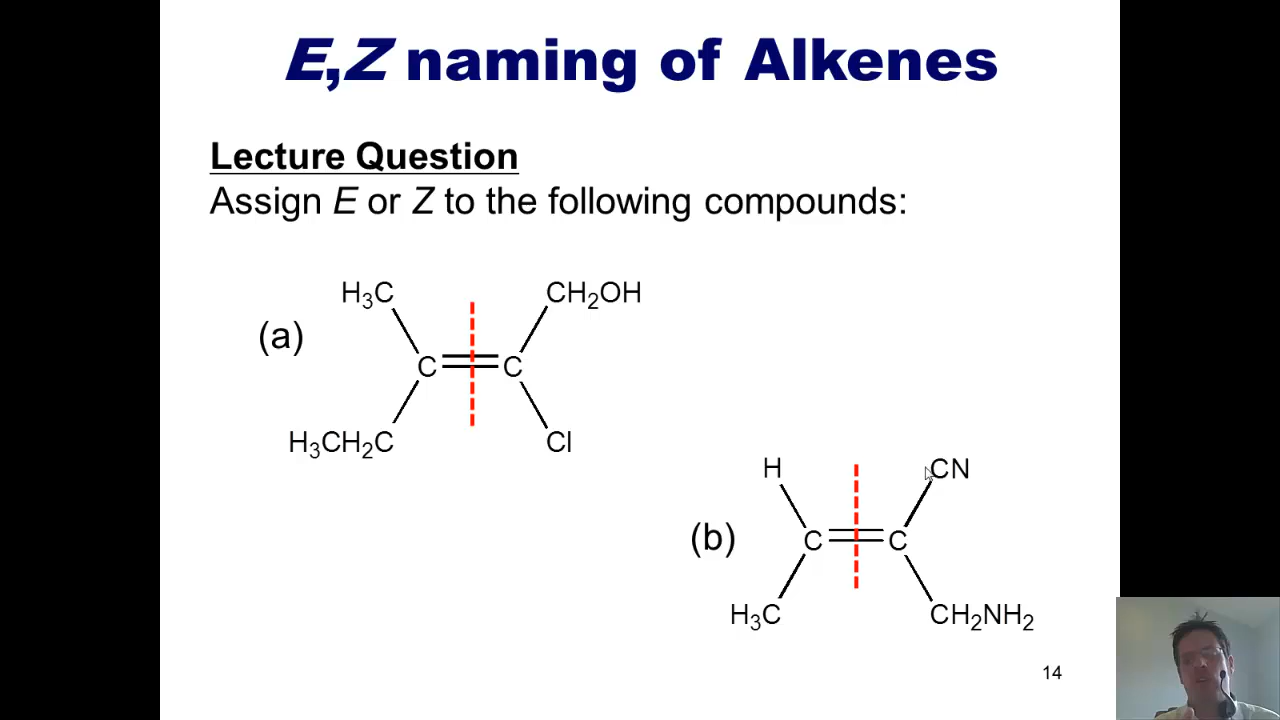 E,Z naming of Alkenes
Lecture Question
Assign E or Z to the following compounds:
H₃C
CH₂OH
(a)
C
C
H₃CH₂C
Cl
H
CN
(b)
C
C
H₃C
CH₂NH₂
14